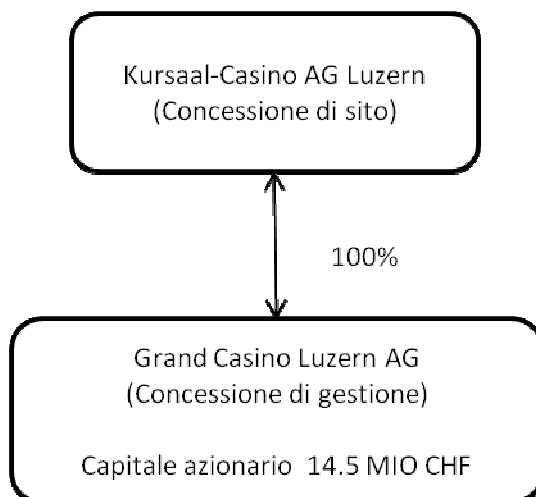 Kursaal-Casino AG Luzern
(Concessione di sito)
100%
Grand Casino Luzern AG
(Concessione di gestione)
Capitale azionario 14.5 MIO CHF